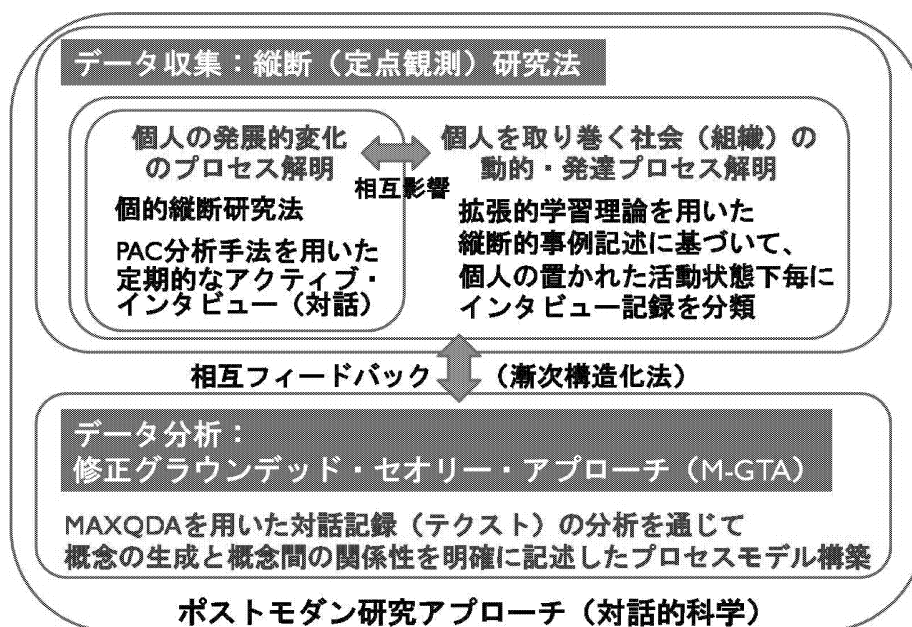 データ収集：縦断（定点観測）研究法
個人の発展的変化
のプロセス解明
相互影響
個人を取り巻く社会（組織）の
動的・発達プロセス解明
個的縦断研究法
PAC分析手法を用いた
定期的なアクティブ・
インタビュー（対話）
拡張的学習理論を用いた
縦断的事例記述に基づいて、
個人の置かれた活動状態下毎に
インタビュー記録を分類
相互フィードバック （漸次構造化法）
データ分析：
修正グラウンデッド・セオリー・アプローチ（M-GTA）
MAXQDAを用いた対話記録（テクスト）の分析を通じて
概念の生成と概念間の関係性を明確に記述したプロセスモデル構築
ポストモダン研究アプローチ（対話的科学）